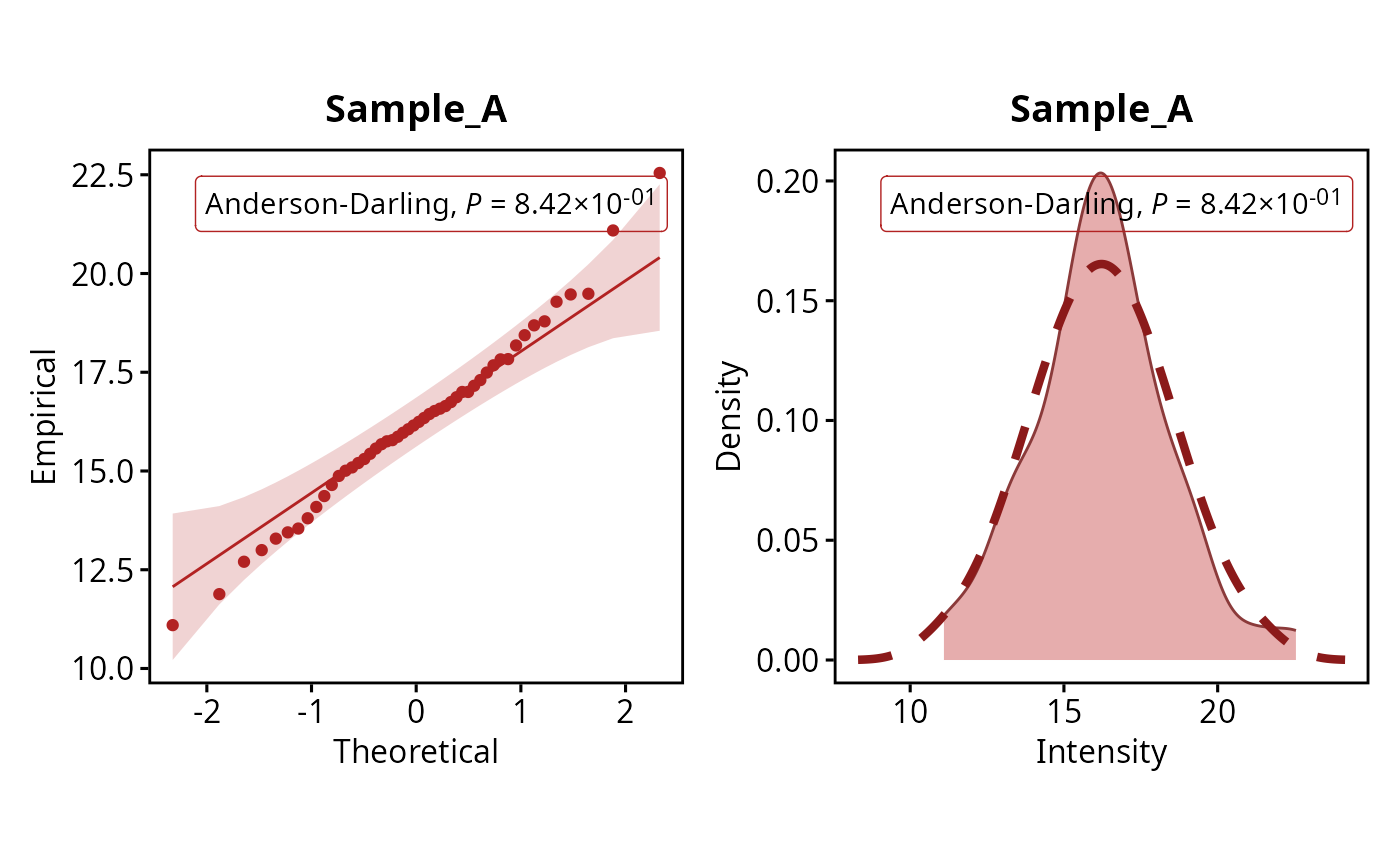 Sample_A
Anderson-Darling, P = 8.42×10-01
Empirical
22.5
20.0
17.5
15.0
12.5
10.0
-2 -1 0 1 2
Theoretical
Sample_A
Anderson-Darling, P = 8.42×10-01
Density
0.20
0.15
0.10
0.05
0.00
10 15 20
Intensity